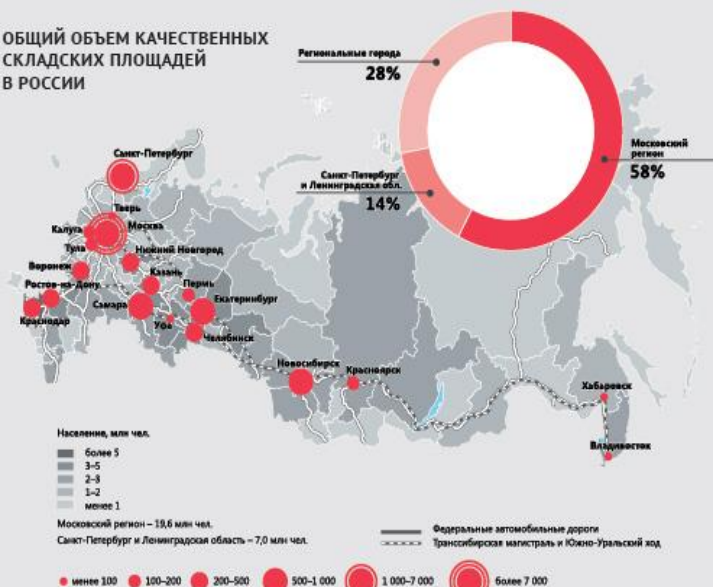 ОБЩИЙ ОБЪЕМ КАЧЕСТВЕННЫХ
СКЛАДСКИХ ПЛОЩАДЕЙ
В РОССИИ
Региональные города
28%
Московский
регион
58%
Санкт-Петербург
и Ленинградская обл.
14%
Санкт-Петербург
Тверь
Калуга
Москва
Тула
Нижний Новгород
Воронеж
Казань
Ростов-на-Дону
Пермь
Самара
Екатеринбург
Краснодар
Уфа
Челябинск
Новосибирск
Красноярск
Хабаровск
Владивосток
Население, млн чел.
более 5
3–5
2–3
1–2
менее 1
Московский регион – 19,6 млн чел.
Санкт-Петербург и Ленинградская область – 7,0 млн чел.
Федеральные автомобильные дороги
Транссибирская магистраль и Южно-Уральский ход
менее 100
100–200
200–500
500–1 000
1 000–7 000
более 7 000